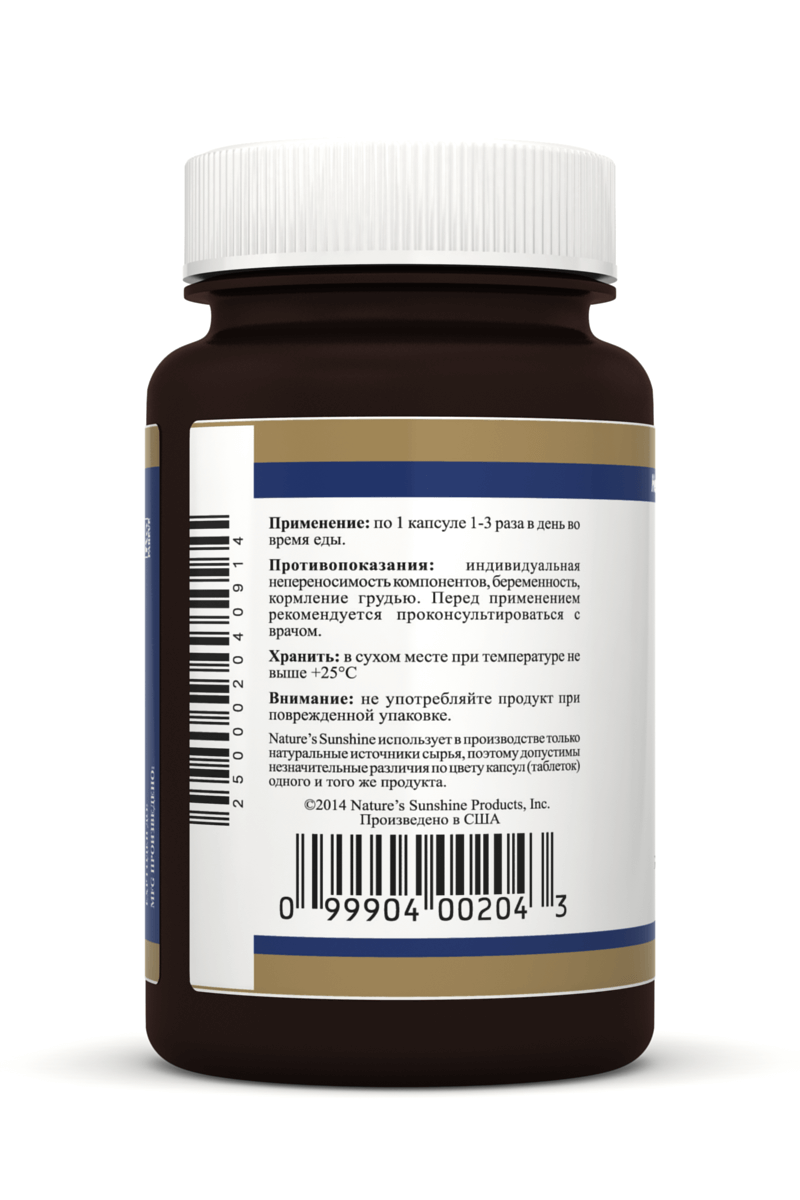 Применение: по 1 капсуле 1-3 раза в день во
время еды.
Противопоказания: индивидуальная
непереносимость компонентов, беременность,
кормление грудью. Перед применением
рекомендуется проконсультироваться с
врачом.
Хранить: в сухом месте при температуре не
выше +25°C
Внимание: не употребляйте продукт при
поврежденной упаковке.
Nature's Sunshine использует в производстве только
натуральные источники сырья, поэтому допустимы
незначительные различия по цвету капсул (таблеток)
одного и того же продукта.
©2014 Nature's Sunshine Products, Inc.
Произведено в США
0 99904 00204 3
250002040914
MFG ПРОИЗВЕДЕНО: